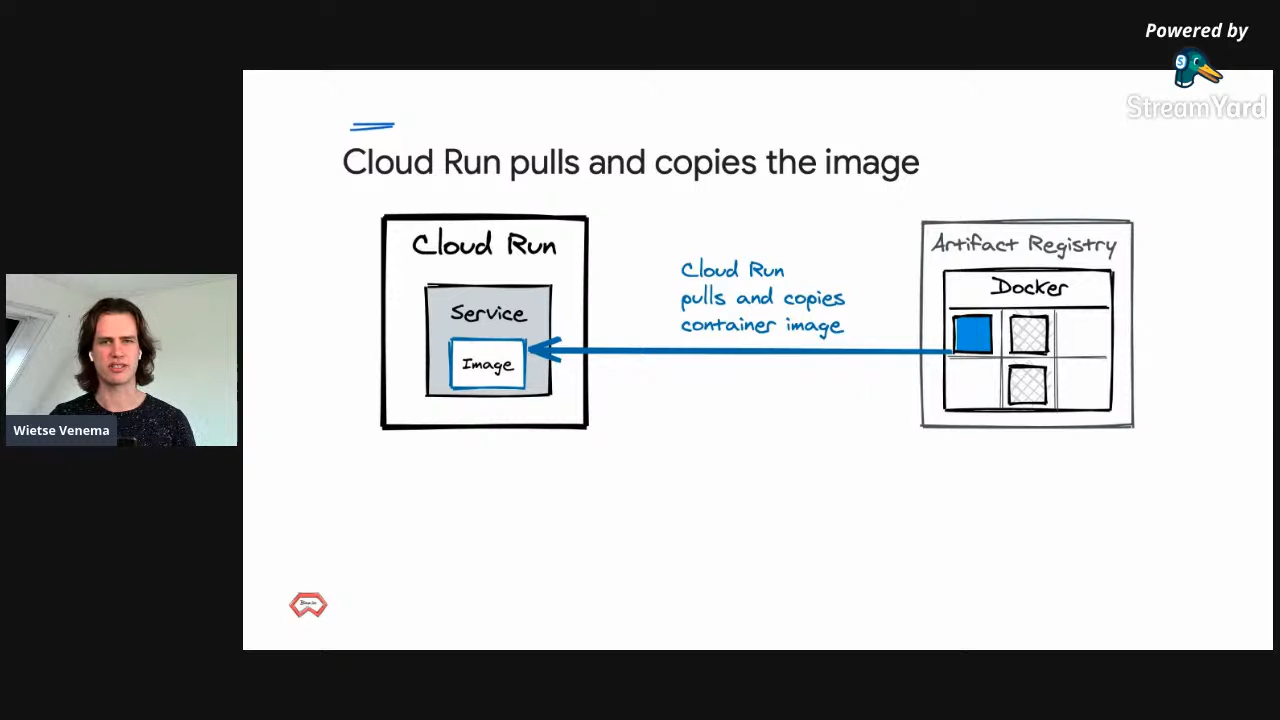 Powered by
StreamYard
Cloud Run pulls and copies the image
Cloud Run
Service
Image
Cloud Run
pulls and copies
container image
Artifact Registry
Docker
Wietse Venema